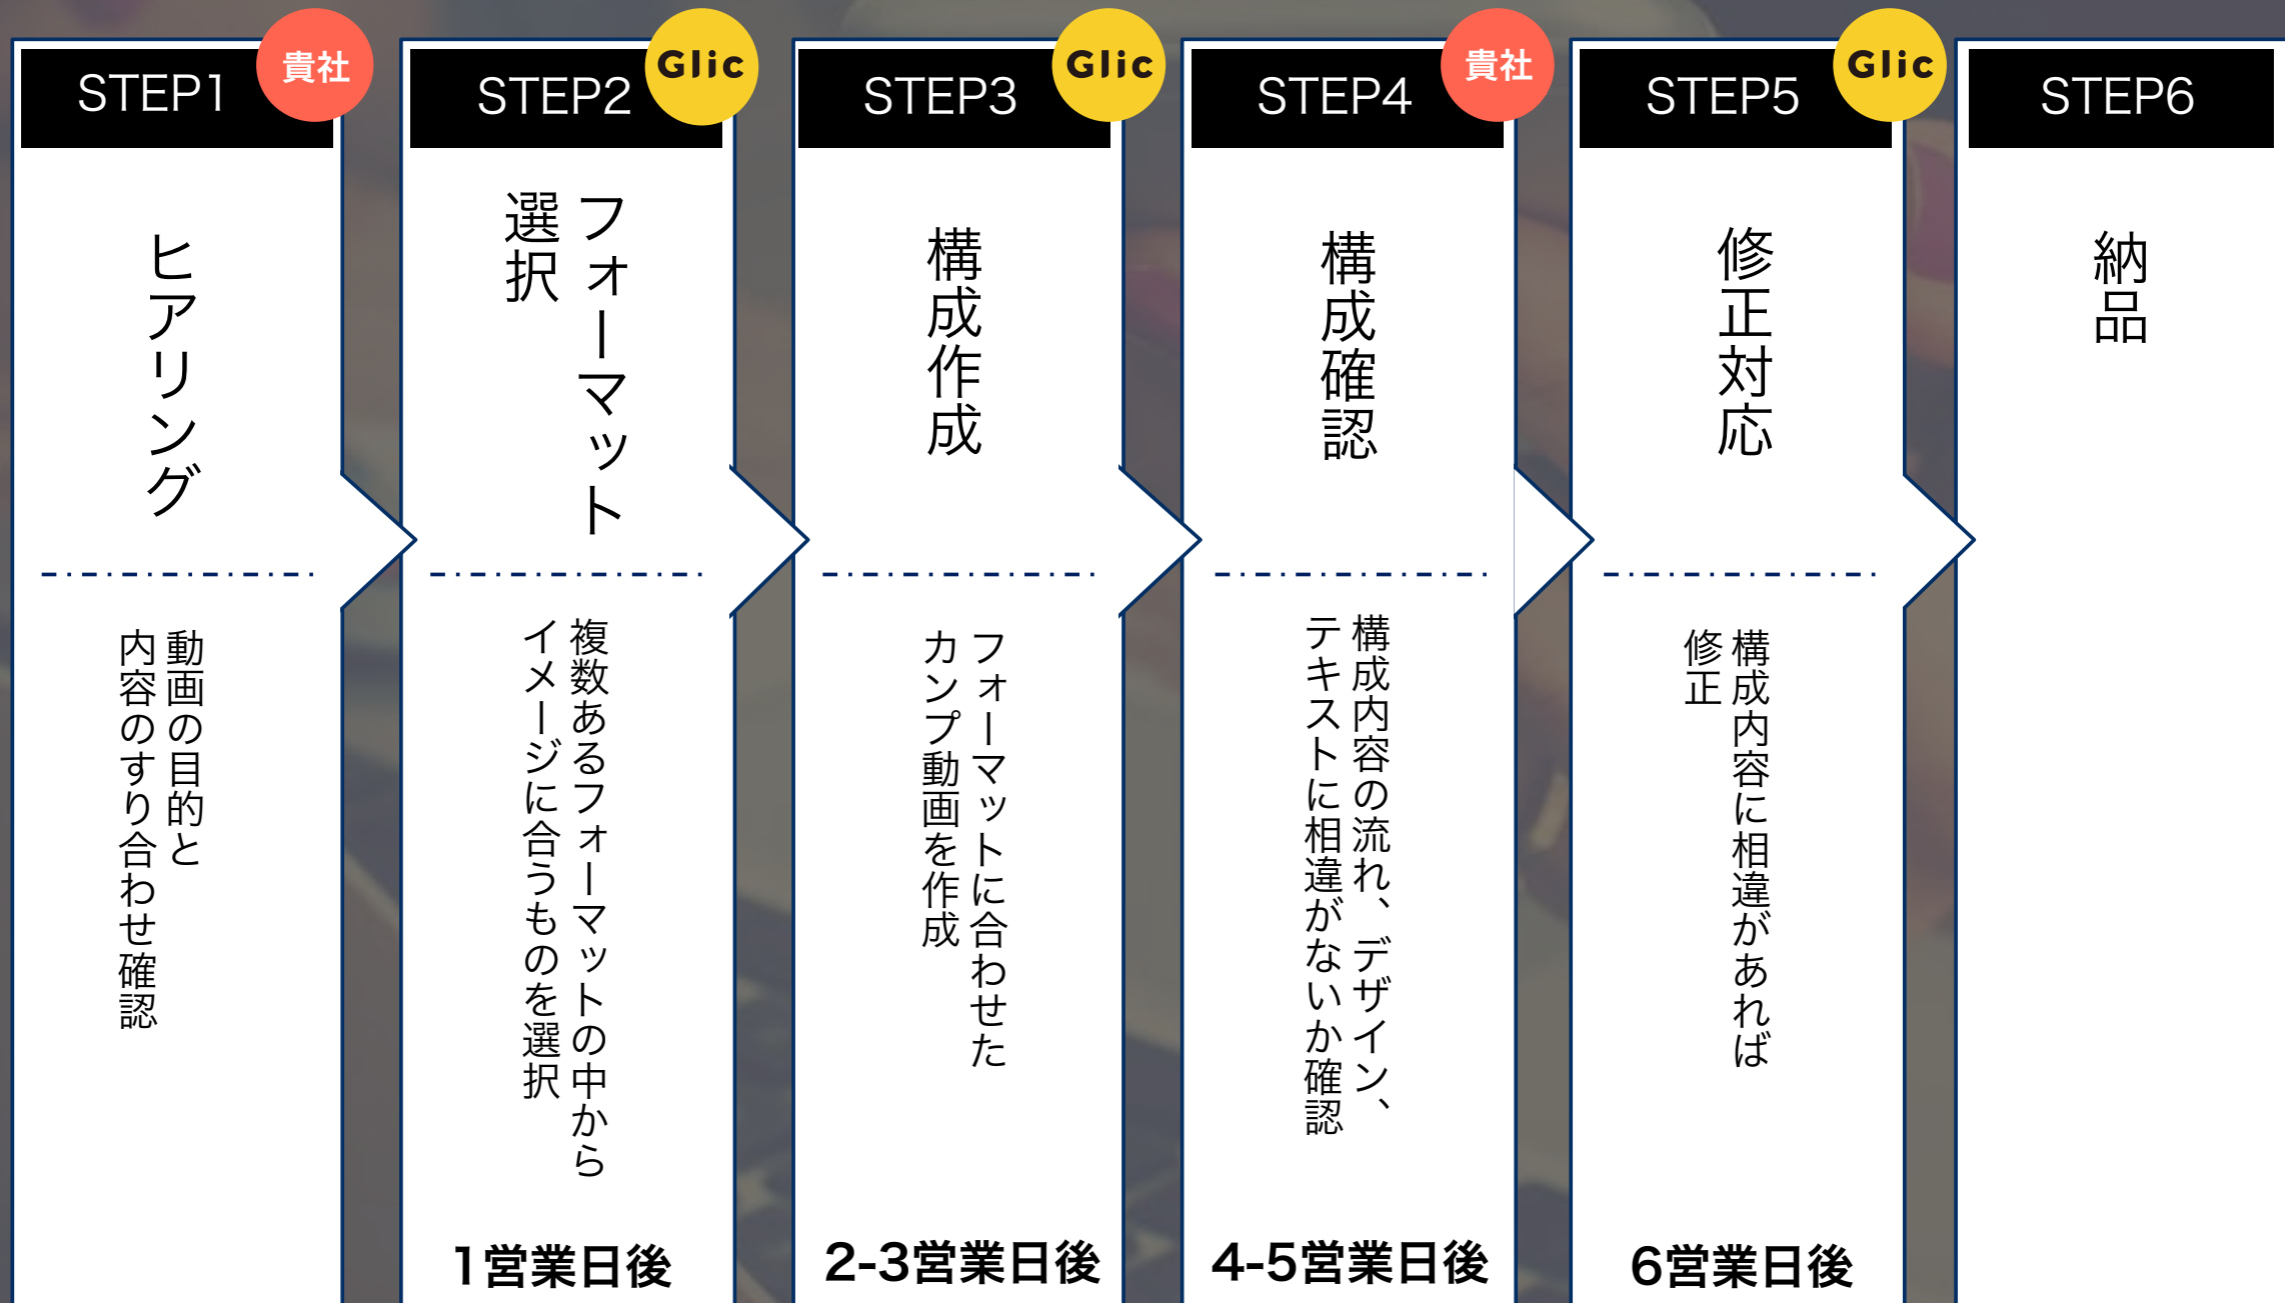 STEP1
貴社
ヒアリング
動画の目的と
内容のすり合わせ確認
STEP2
Glic
フォーマット
選択
複数あるフォーマットの中から
イメージに合うものを選択
1営業日後
STEP3
Glic
構成作成
フォーマットに合わせた
カンプ動画を作成
2-3営業日後
STEP4
貴社
構成確認
構成内容の流れ、デザイン、
テキストに相違がないか確認
4-5営業日後
STEP5
Glic
修正対応
構成内容に相違があれば
修正
6営業日後
STEP6
納品